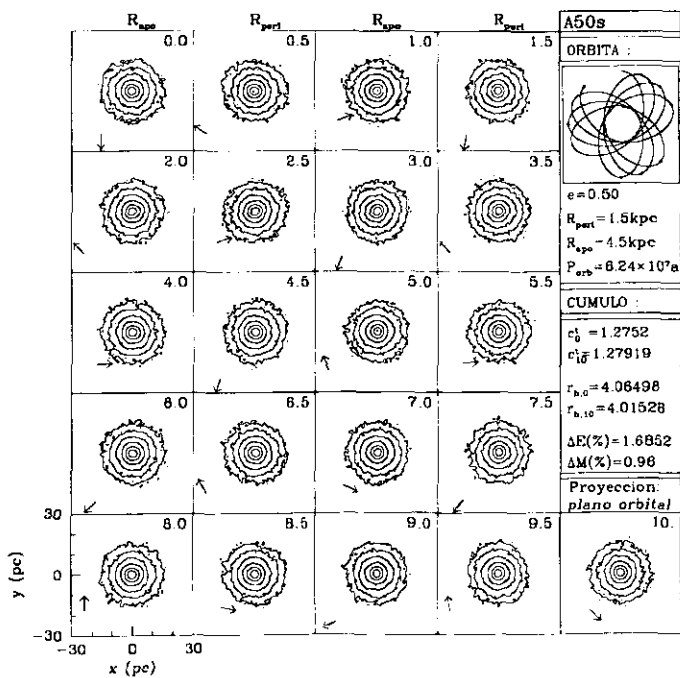 R_apo R_peri R_apo R_peri A50s
0.0 0.5 1.0 1.5
ORBITA :
e=0.50
2.0 2.5 3.0 3.5
R_peri=1.5kpc
R_apo=4.5kpc
P_orb=6.24×10⁷a
4.0 4.5 5.0 5.5
CUMULO :
c^t_0 =1.2752
c^t_10=1.27919
r_h,0=4.06498
r_h,10=4.01528
6.0 6.5 7.0 7.5
ΔE(%)=1.6852
ΔM(%)=0.96
Proyeccion:
plano orbital
8.0 8.5 9.0 9.5 10.
30
0
-30
y (pc)
-30 0 30
x (pc)